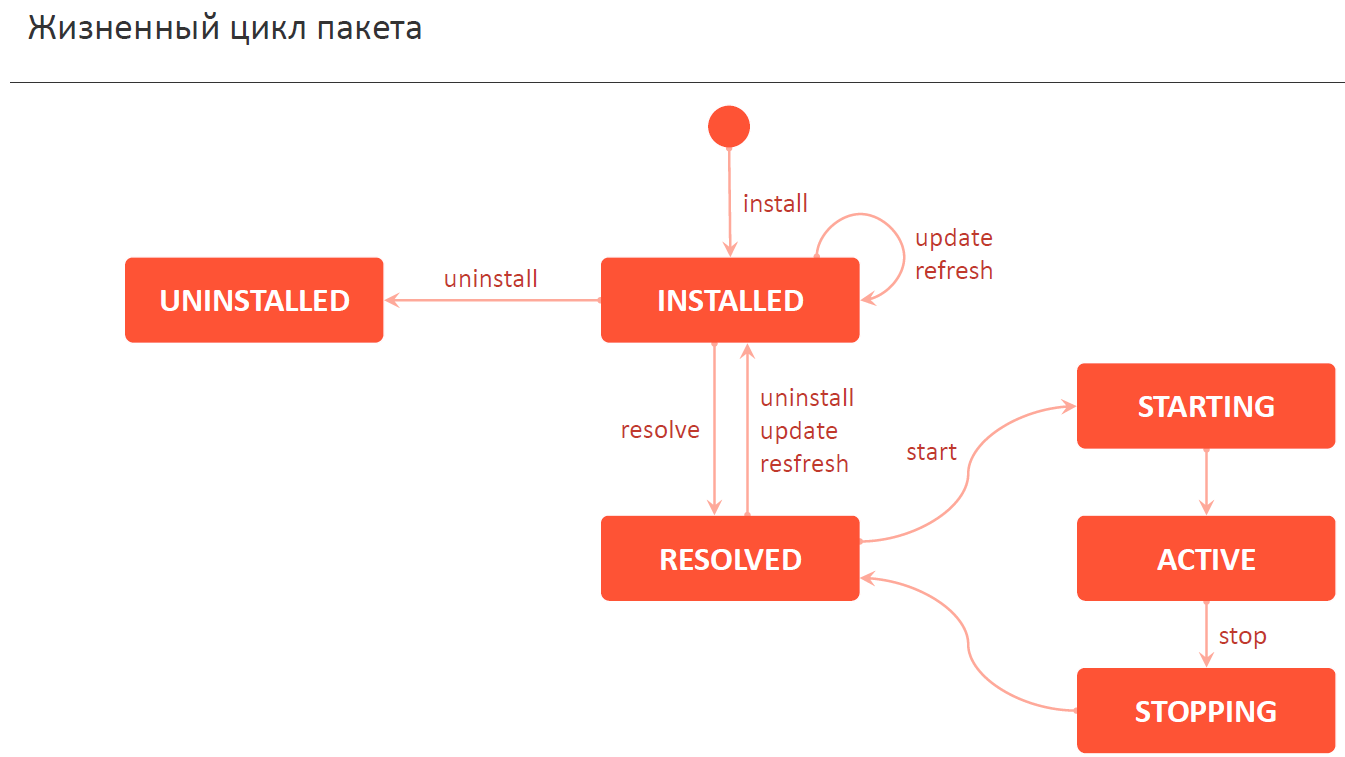 Жизненный цикл пакета
install
update
refresh
uninstall
UNINSTALLED
INSTALLED
resolve
uninstall
update
resfresh
start
STARTING
RESOLVED
ACTIVE
stop
STOPPING